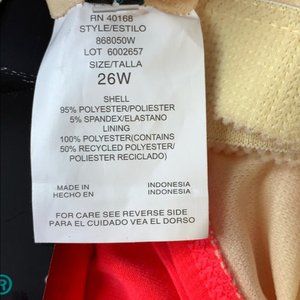 RN 40168
STYLE/ESTILO
868050W
LOT 6002657
SIZE/TALLA
26W
SHELL
95% POLYESTER/POLIESTER
5% SPANDEX/ELASTANO
LINING
100% POLYESTER(CONTAINS
50% RECYCLED POLYESTER/
POLIESTER RECICLADO)
MADE IN INDONESIA
HECHO EN INDONESIA
FOR CARE SEE REVERSE SIDE
PARA EL CUIDADO VEA EL DORSO